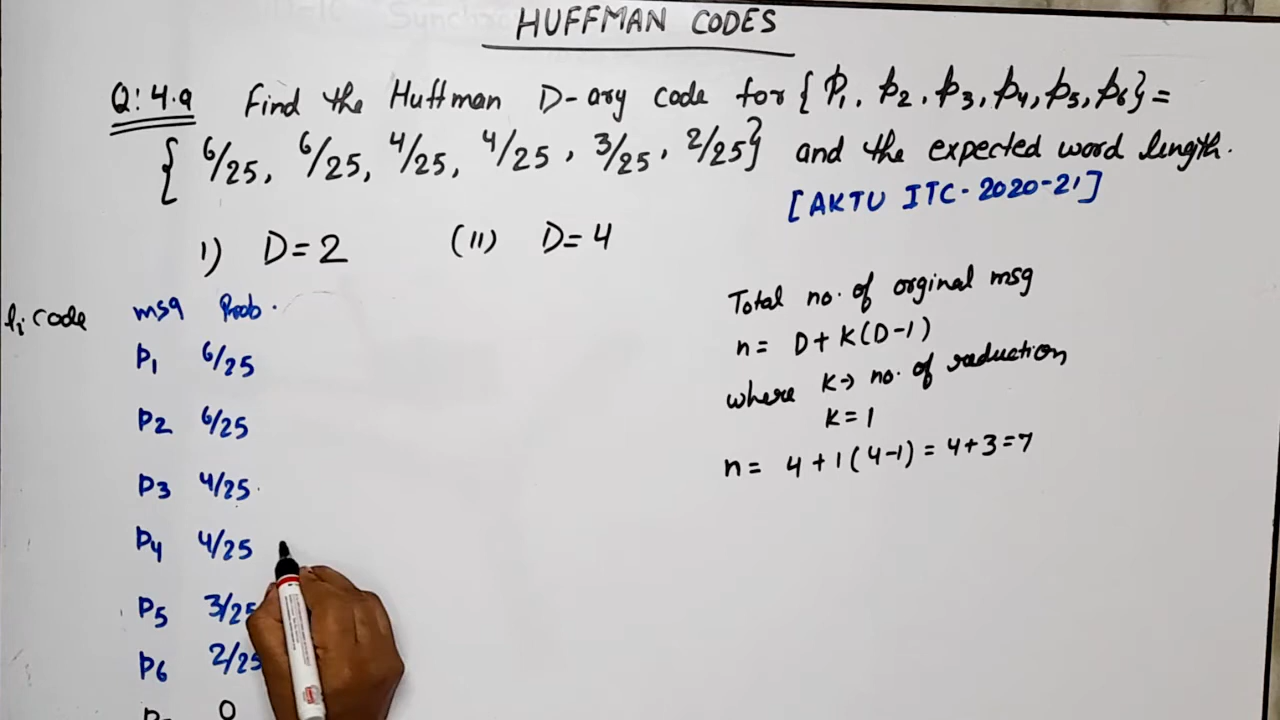 HUFFMAN CODES
Q:4.9 Find the Huffman D-ary code for {p1, p2, p3, p4, p5, p6} =
{6/25, 6/25, 4/25, 4/25, 3/25, 2/25} and the expected word length.
[AKTU ITC-2020-21]
I) D=2 (II) D=4
li code msg Prob.
P1 6/25
P2 6/25
P3 4/25
P4 4/25
P5 3/25
P6 2/25
0
Total no. of orginal msg
n= D+K(D-1)
where K→ no. of reduction
K=1
n= 4+1(4-1)=4+3=7